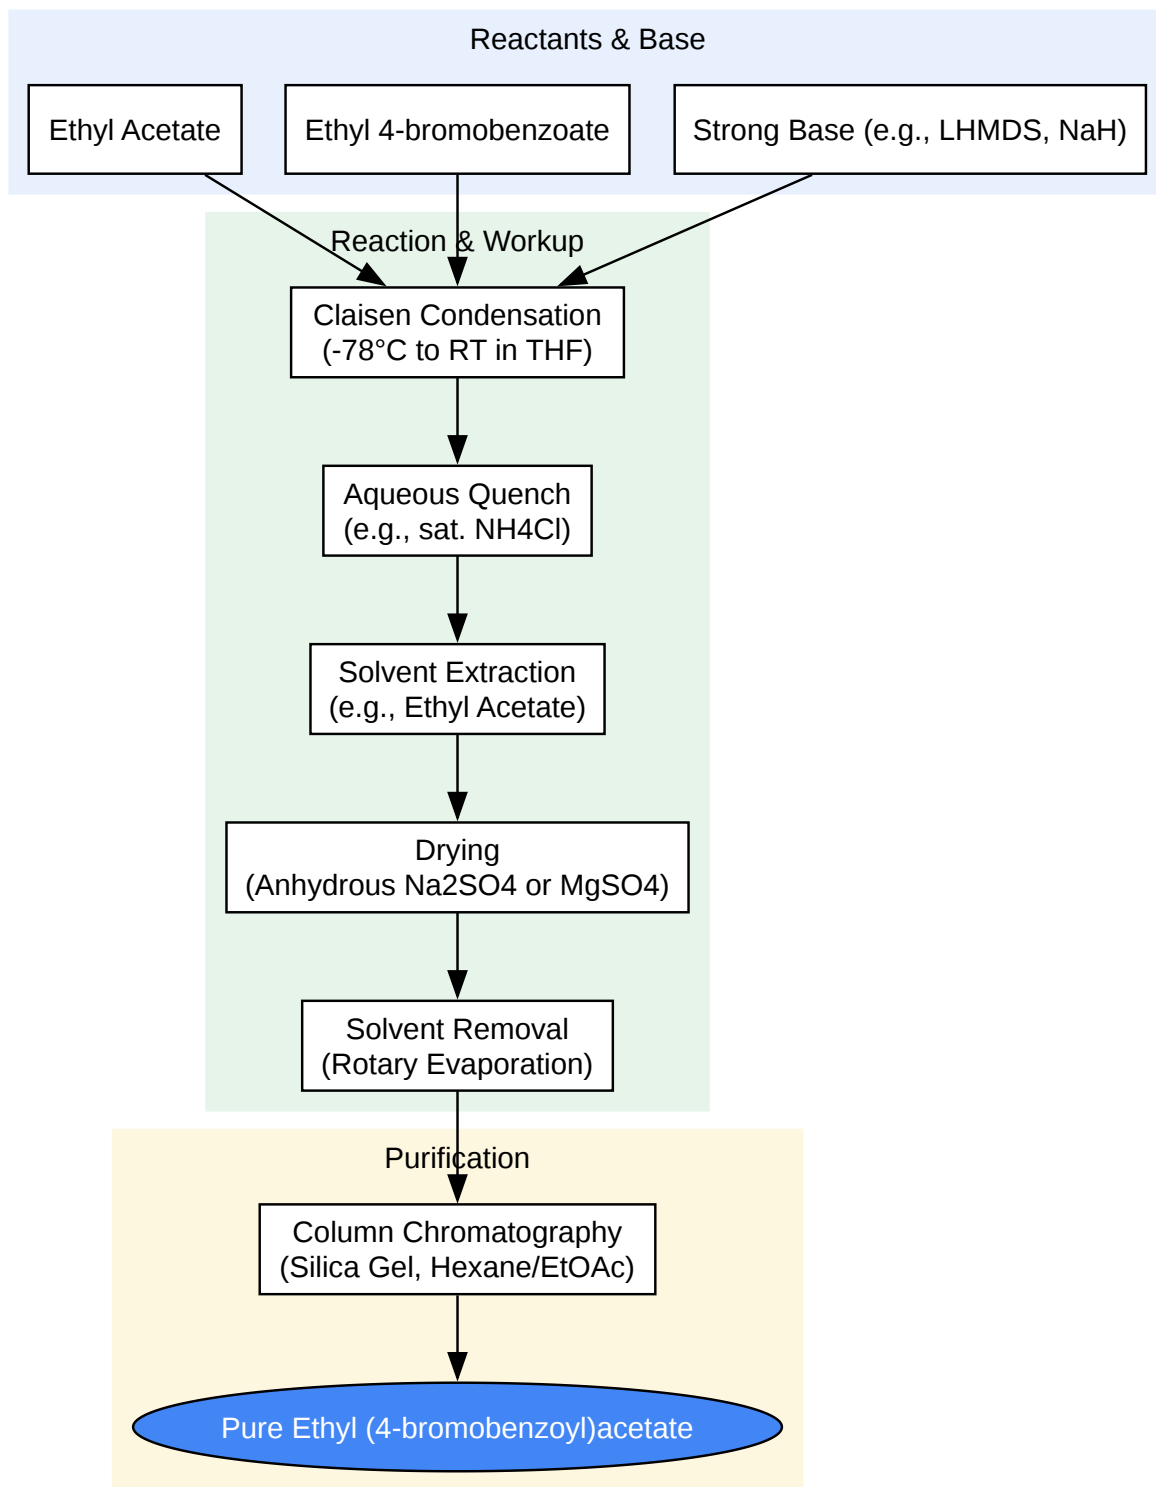 Reactants & Base
Ethyl Acetate
Ethyl 4-bromobenzoate
Strong Base (e.g., LHMDS, NaH)
Reaction & Workup
Claisen Condensation
(-78°C to RT in THF)
Aqueous Quench
(e.g., sat. NH4Cl)
Solvent Extraction
(e.g., Ethyl Acetate)
Drying
(Anhydrous Na2SO4 or MgSO4)
Solvent Removal
(Rotary Evaporation)
Purification
Column Chromatography
(Silica Gel, Hexane/EtOAc)
Pure Ethyl (4-bromobenzoyl)acetate